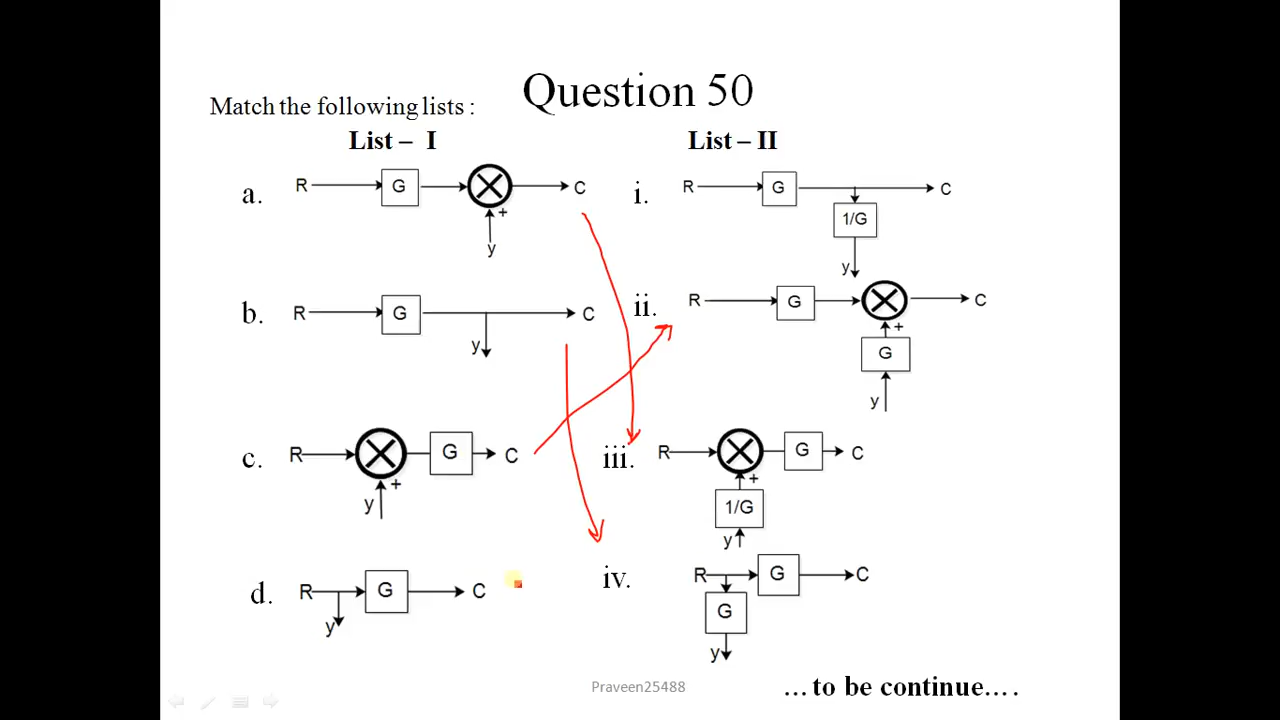 Question 50
Match the following lists :
List – I
List – II
a.
R
G
C
+
y
i.
R
G
C
1/G
y
b.
R
G
C
y
ii.
R
G
C
+
G
y
c.
R
G
C
+
y
iii.
R
G
C
+
1/G
y
d.
R
G
C
y
iv.
R
G
C
G
y
Praveen25488
…to be continue….